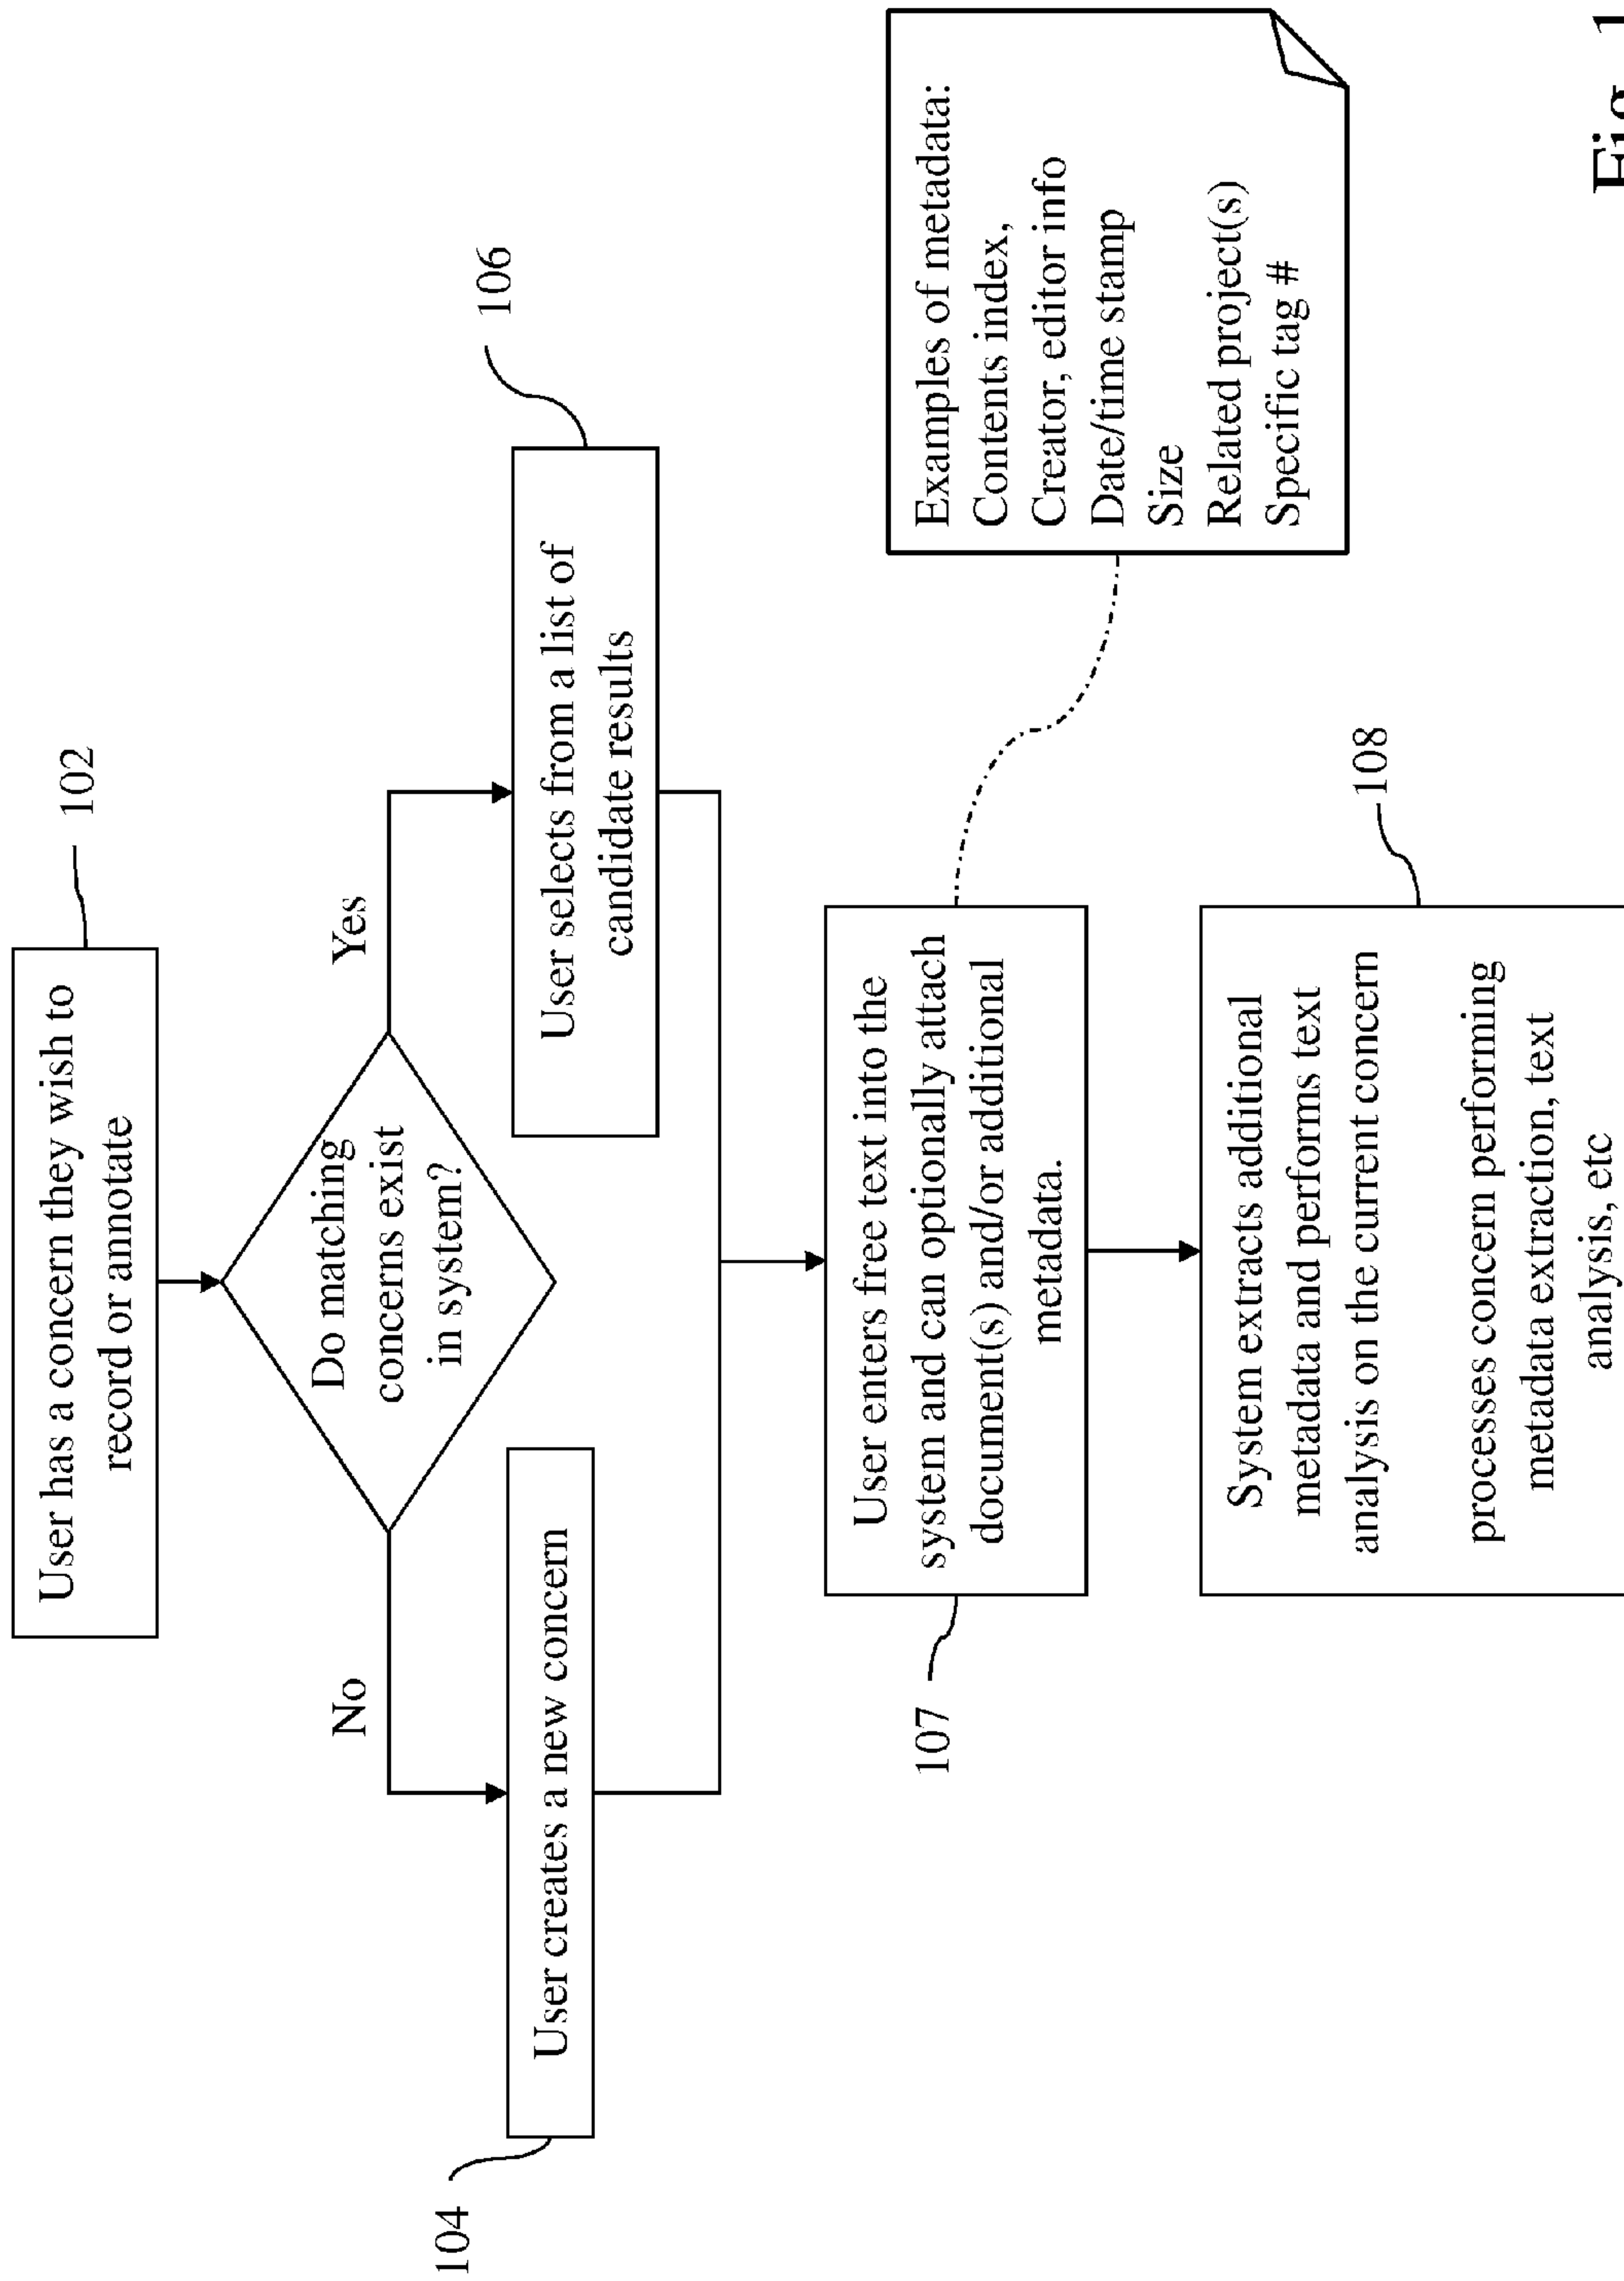 User has a concern they wish to
record or annotate
102
Do matching
concerns exist
in system?
No
Yes
User creates a new concern
104
User selects from a list of
candidate results
106
User enters free text into the
system and can optionally attach
document(s) and/or additional
metadata.
107
Examples of metadata:
Contents index,
Creator, editor info
Date/time stamp
Size
Related project(s)
Specific tag #
System extracts additional
metadata and performs text
analysis on the current concern
processes concern performing
metadata extraction, text
analysis, etc
108
Fig. 1